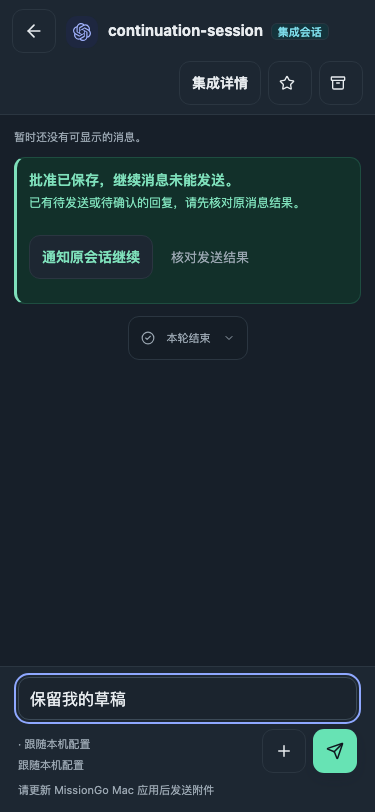 continuation-session 集成会话
集成详情
暂时还没有可显示的消息。
批准已保存，继续消息未能发送。
已有待发送或待确认的回复，请先核对原消息结果。
通知原会话继续 核对发送结果
本轮结束
保留我的草稿
· 跟随本机配置
跟随本机配置
请更新 MissionGo Mac 应用后发送附件